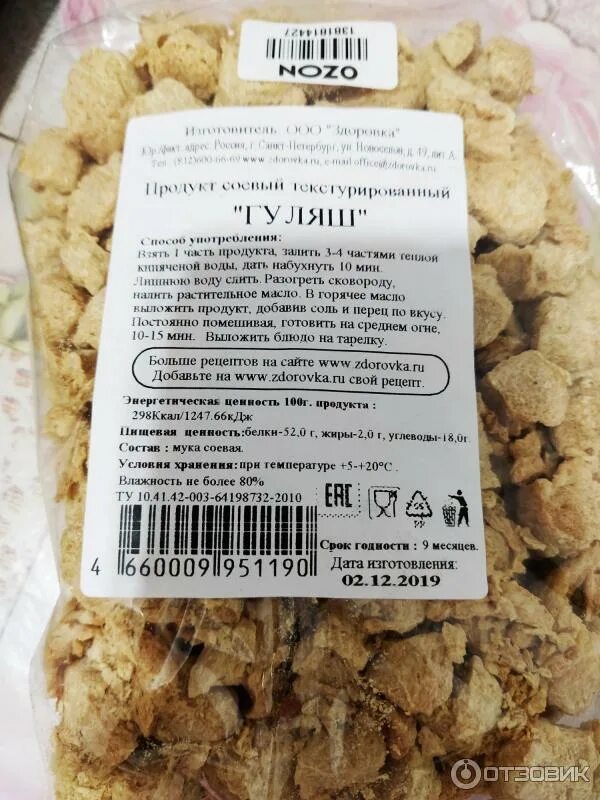 OZON
1381814427
Изготовитель ООО "Здоровка"
Юр./факт. адрес. Россия, г. Санкт-Петербург, ул. Новоселов, д. 49, лит А.
Тел (812)600-66-69 www.zdorovka.ru, e-mail office@zdorovka.ru
Продукт соевый текстурированный
"ГУЛЯШ"
Способ употребления:
Взять 1 часть продукта, залить 3-4 частями теплой
кипяченой воды, дать набухнуть 10 мин.
Лишнюю воду слить. Разогреть сковороду,
налить растительное масло. В горячее масло
выложить продукт, добавив соль и перец по вкусу.
Постоянно помешивая, готовить на среднем огне,
10-15 мин. Выложить блюдо на тарелку.
Больше рецептов на сайте www.zdorovka.ru
Добавьте на www.zdorovka.ru свой рецепт.
Энергетическая ценность 100г. продукта :
298Ккал/1247.66кДж
Пищевая ценность:белки-52,0 г, жиры-2,0 г, углеводы-18,0г.
Состав : мука соевая.
Условия хранения:при температуре +5-+20°С .
Влажность не более 80%
ТУ 10.41.42-003-64198732-2010
EAC
05
PP
4 660009 951190
Срок годности : 9 месяцев.
Дата изготовления:
02.12.2019
ОТЗОВИК